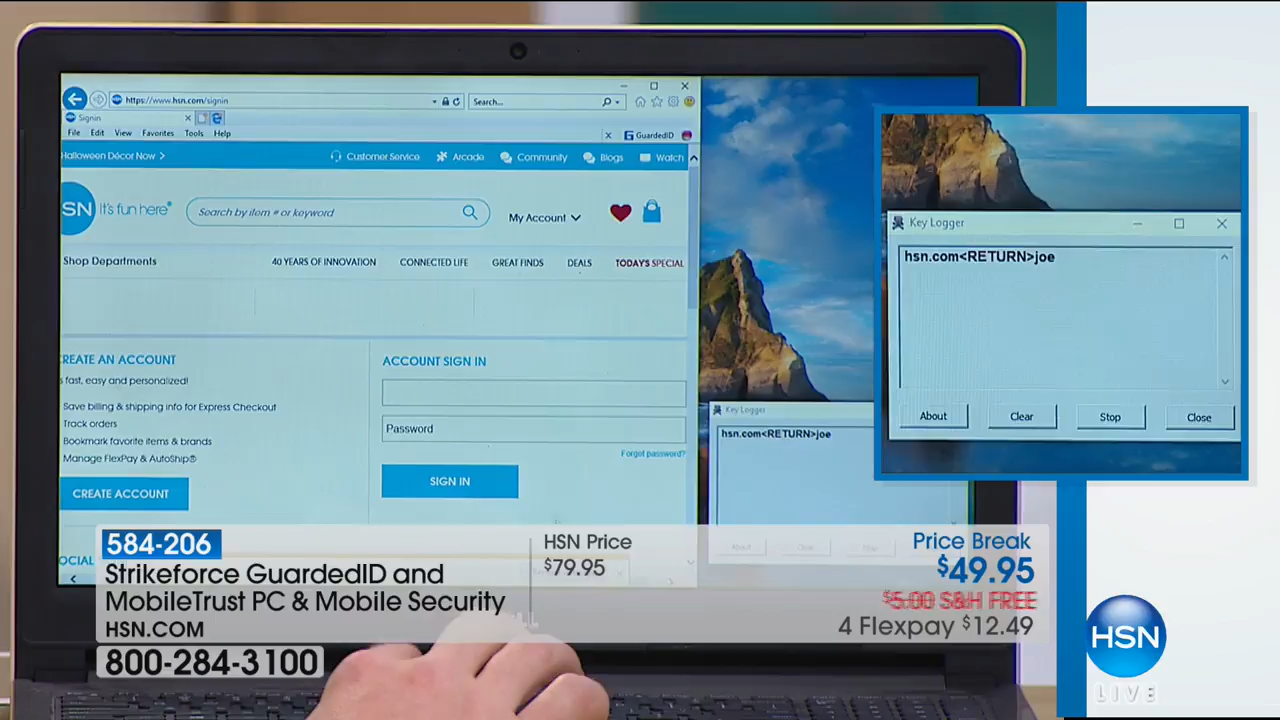 https://www.hsn.com/signin
Search...
Signin
File Edit View Favorites Tools Help
GuardedID
Halloween Décor Now >
Customer Service Arcade Community Blogs Watch
SN It's fun here®
Search by item # or keyword
My Account
Shop Departments
40 YEARS OF INNOVATION CONNECTED LIFE GREAT FINDS DEALS TODAY'S SPECIAL
CREATE AN ACCOUNT
s fast, easy and personalized!
Save billing & shipping info for Express Checkout
Track orders
Bookmark favorite items & brands
Manage FlexPay & AutoShip®
CREATE ACCOUNT
SOCIAL
ACCOUNT SIGN IN
Password
Forgot password?
SIGN IN
Key Logger
hsn.com<RETURN>joe
About Clear Stop
Key Logger
hsn.com<RETURN>joe
About Clear Stop Close
584-206
Strikeforce GuardedID and
MobileTrust PC & Mobile Security
HSN.COM
800-284-3100
HSN Price
$79.95
Price Break
$49.95
$5.00 S&H FREE
4 Flexpay $12.49
HSN
LIVE